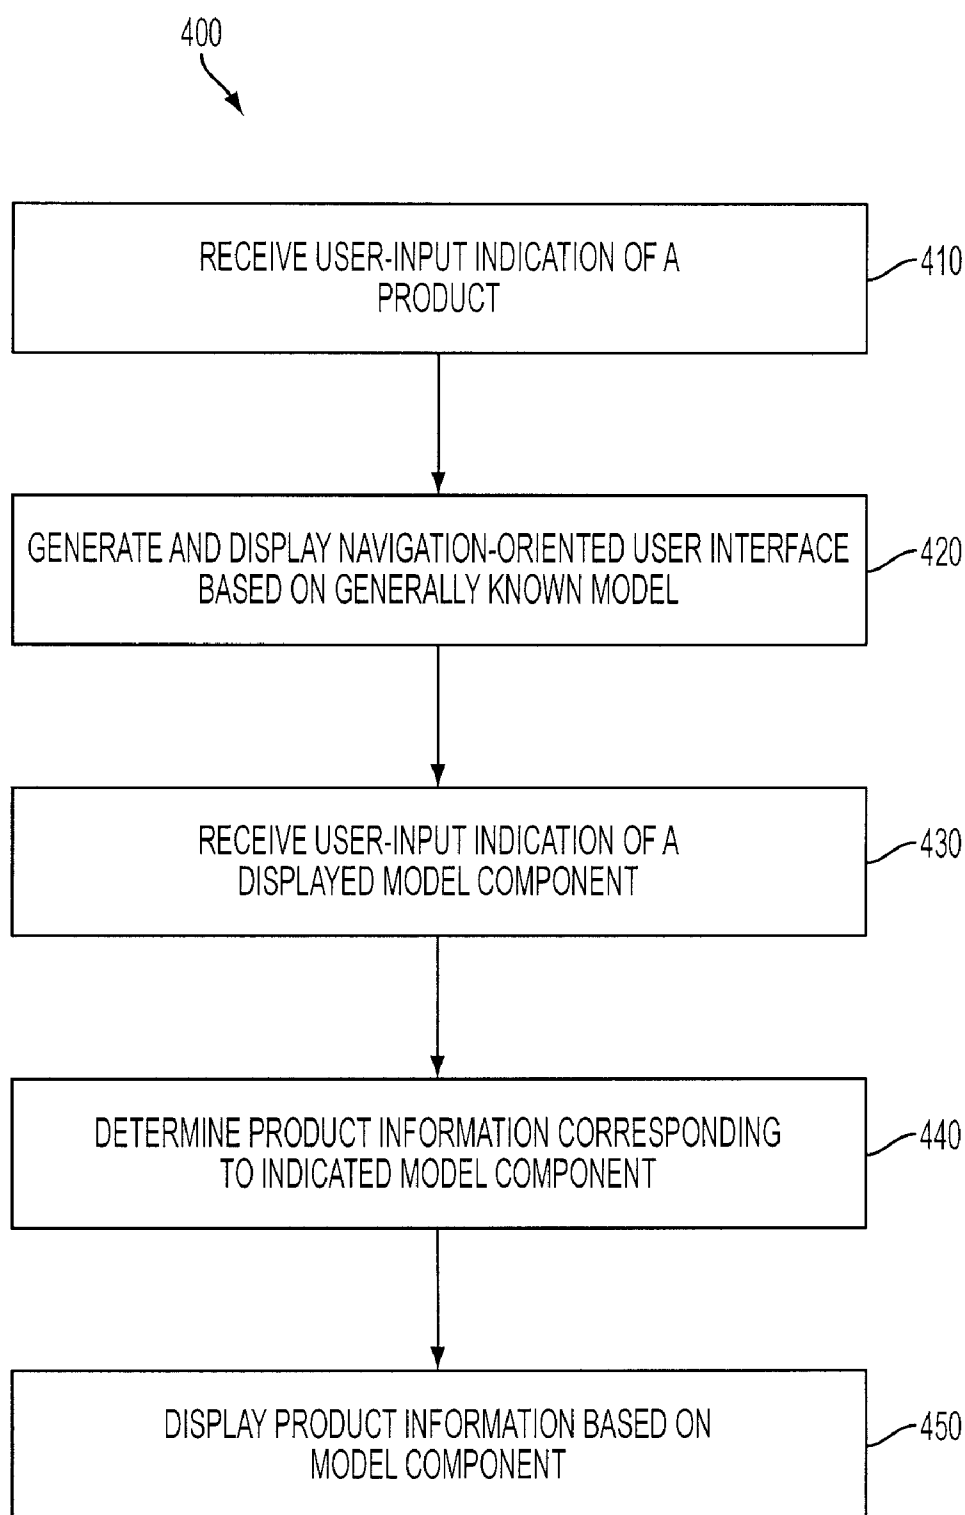 400
RECEIVE USER-INPUT INDICATION OF A
PRODUCT
410
GENERATE AND DISPLAY NAVIGATION-ORIENTED USER INTERFACE
BASED ON GENERALLY KNOWN MODEL
420
RECEIVE USER-INPUT INDICATION OF A
DISPLAYED MODEL COMPONENT
430
DETERMINE PRODUCT INFORMATION CORRESPONDING
TO INDICATED MODEL COMPONENT
440
DISPLAY PRODUCT INFORMATION BASED ON
MODEL COMPONENT
450